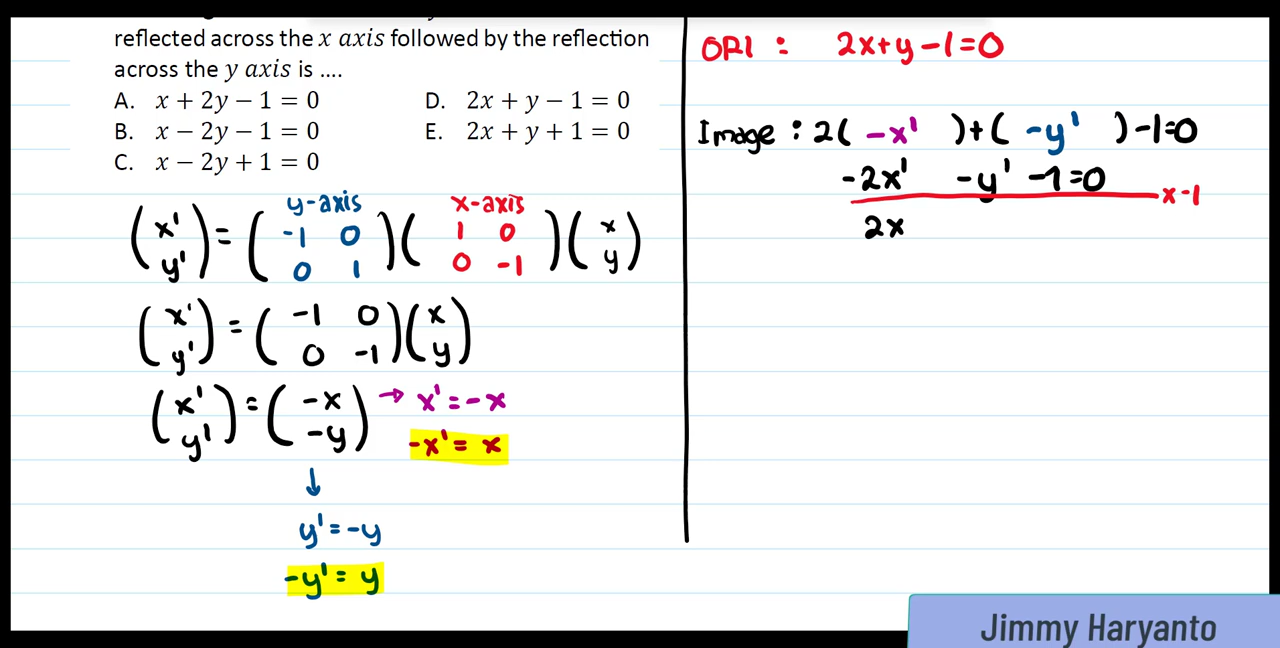 reflected across the x axis followed by the reflection
across the y axis is ....
A. x + 2y − 1 = 0
B. x − 2y − 1 = 0
C. x − 2y + 1 = 0
D. 2x + y − 1 = 0
E. 2x + y + 1 = 0
y-axis x-axis
(x' y') = (-1 0 0 1)(1 0 0 -1)(x y)
(x' y') = (-1 0 0 -1)(x y)
(x' y') = (-x -y) → x' = -x
-x' = x
↓
y' = -y
-y' = y
ORI : 2x+y-1=0
Image : 2( -x' )+( -y' )-1=0
-2x' -y' -1=0
x-1
2x
Jimmy Haryanto